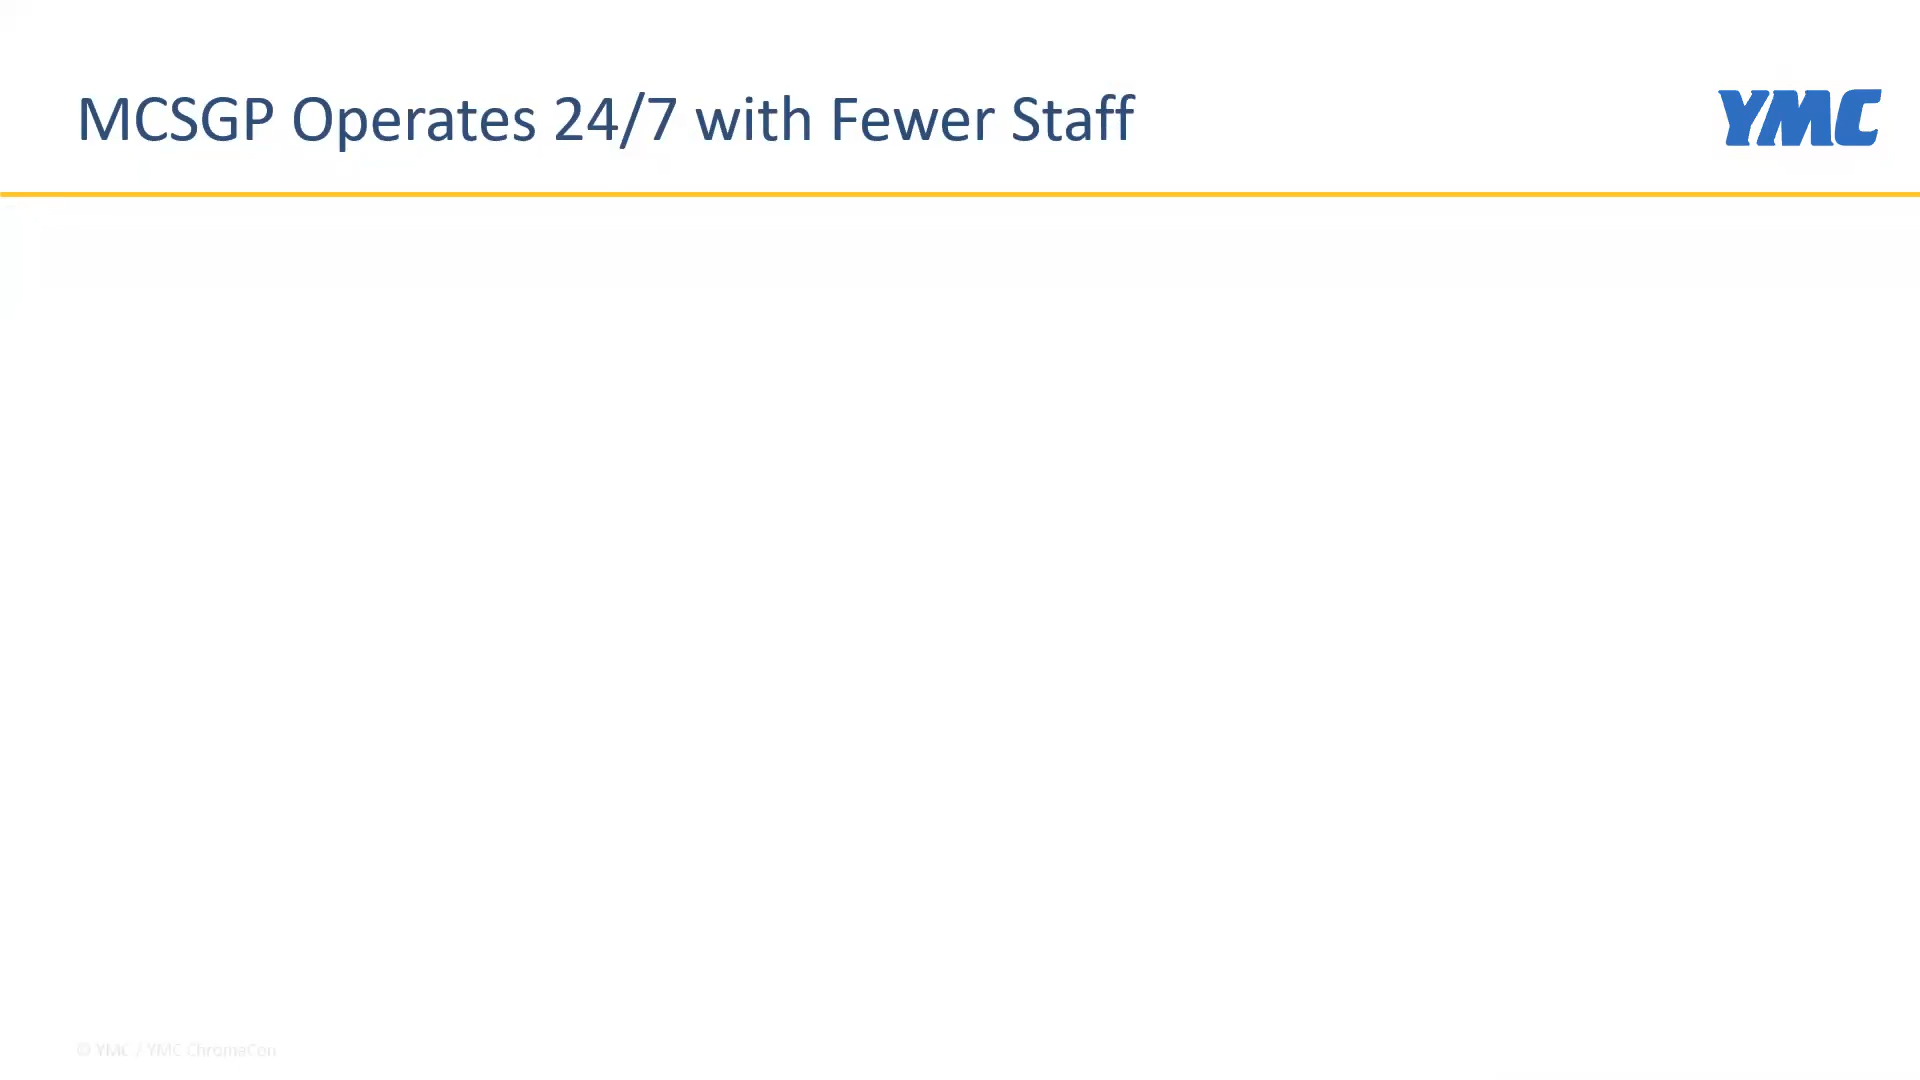 MCSGP Operates 24/7 with Fewer Staff
YMC
© YMC / YMC ChromaCon